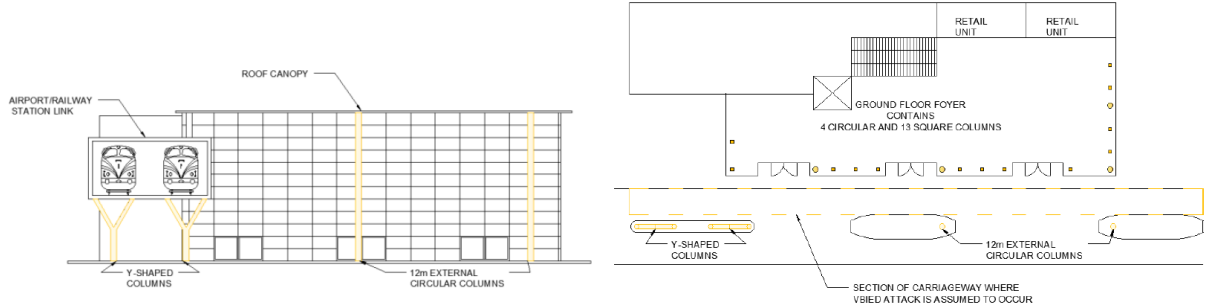 ROOF CANOPY
AIRPORT/RAILWAY
STATION LINK
Y-SHAPED
COLUMNS
12m EXTERNAL
CIRCULAR COLUMNS
RETAIL
UNIT
RETAIL
UNIT
GROUND FLOOR FOYER
CONTAINS
4 CIRCULAR AND 13 SQUARE COLUMNS
Y-SHAPED
COLUMNS
12m EXTERNAL
CIRCULAR COLUMNS
SECTION OF CARRIAGEWAY WHERE
VBIED ATTACK IS ASSUMED TO OCCUR